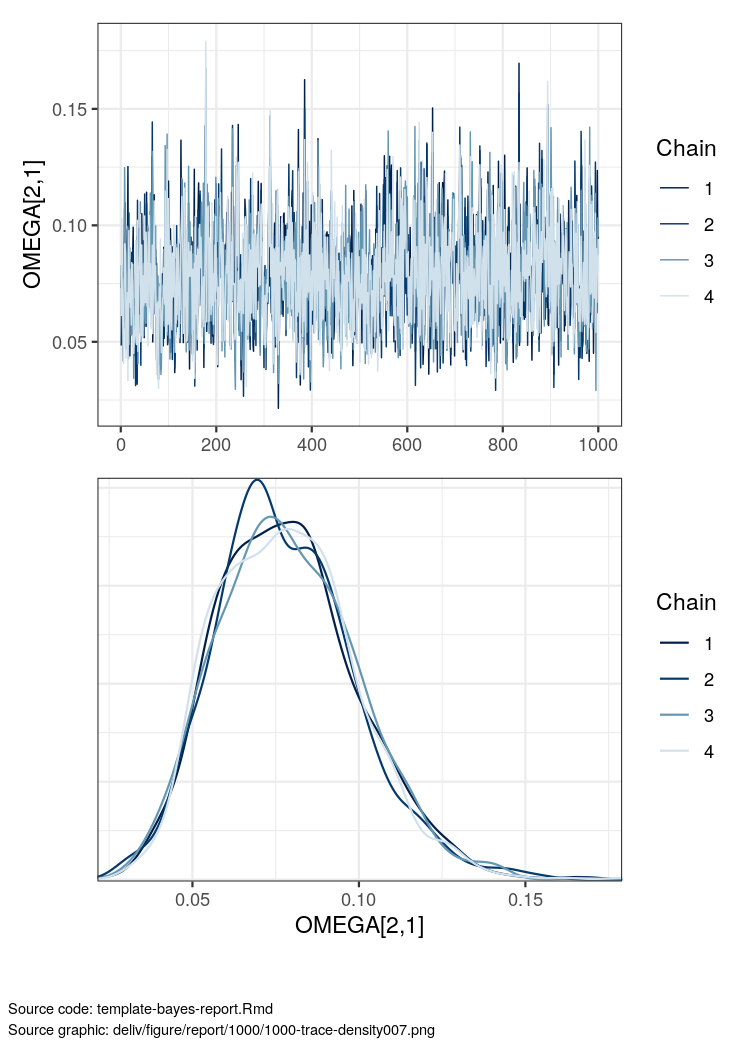 0.15
0.10
0.05
OMEGA[2,1]
0 200 400 600 800 1000
Chain
1
2
3
4
Chain
1
2
3
4
0.05 0.10 0.15
OMEGA[2,1]
Source code: template-bayes-report.Rmd
Source graphic: deliv/figure/report/1000/1000-trace-density007.png